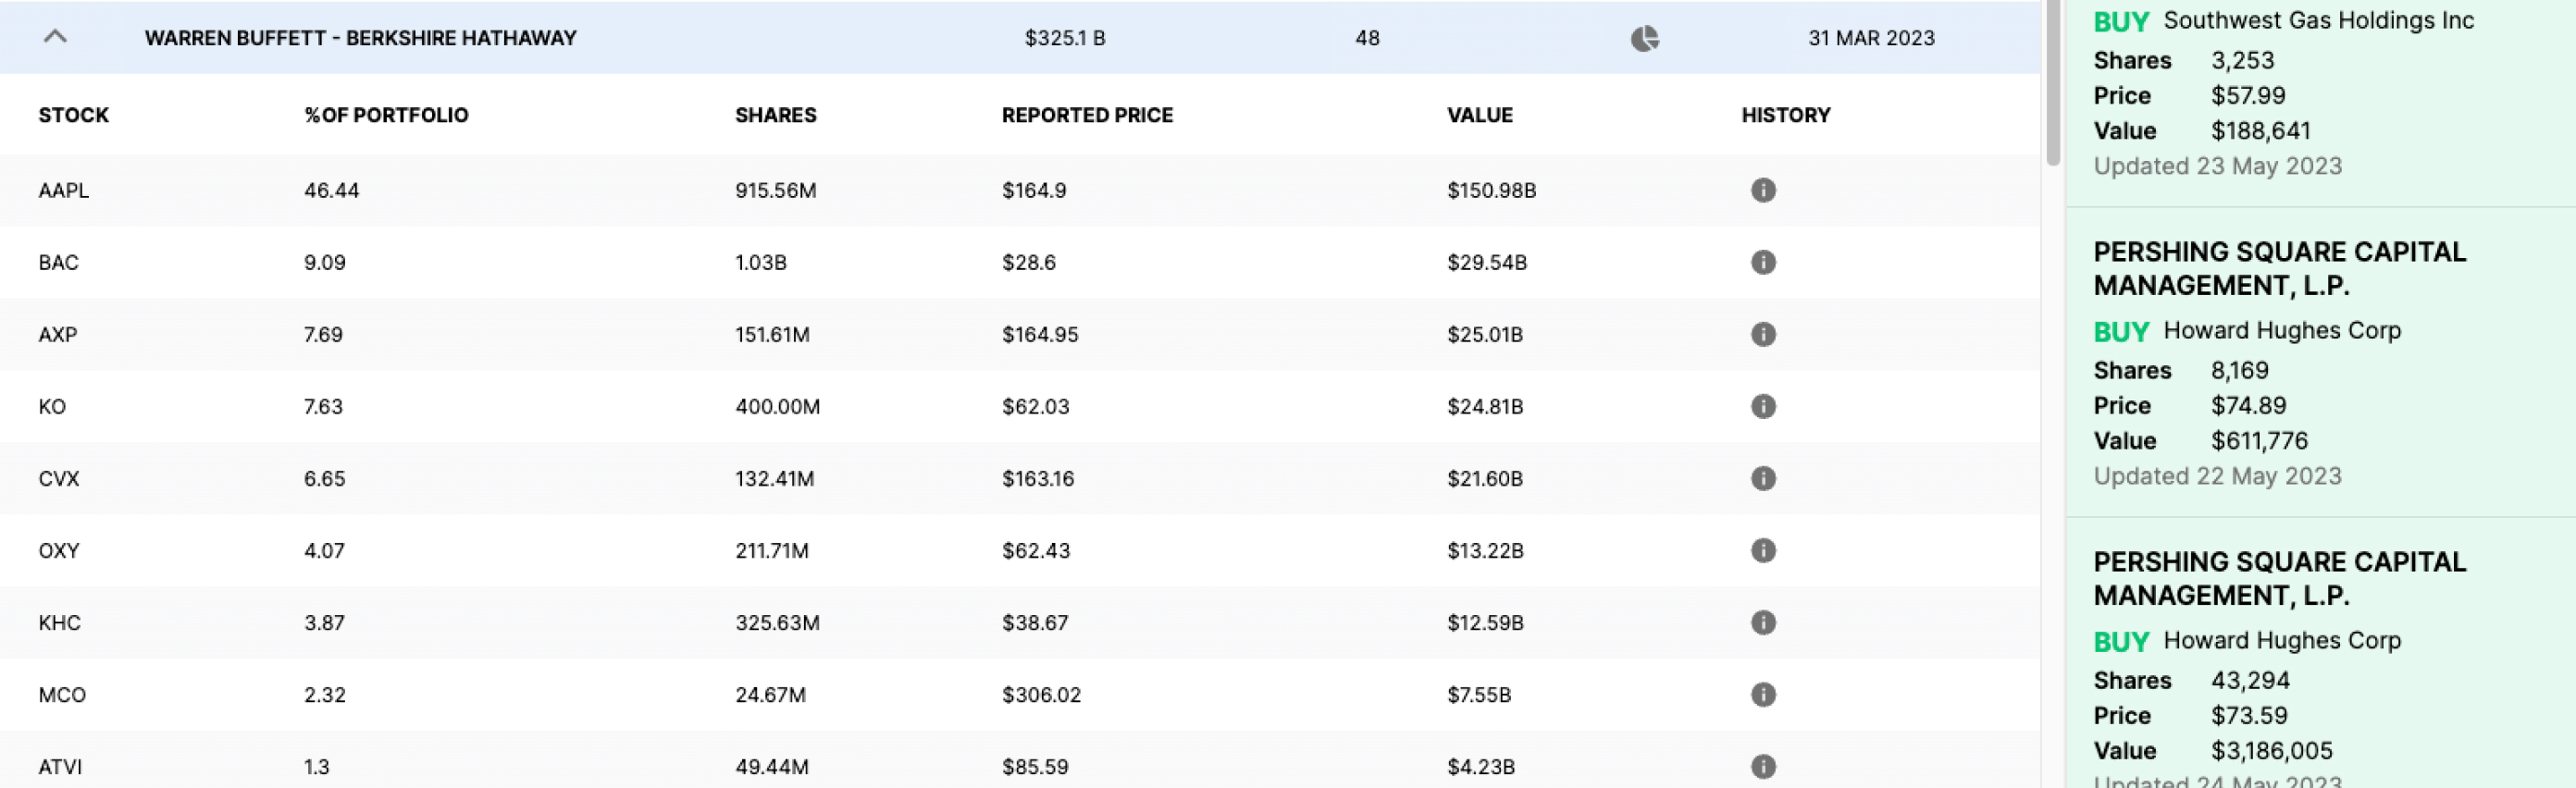 WARREN BUFFETT - BERKSHIRE HATHAWAY $325.1 B 48 31 MAR 2023
STOCK %OF PORTFOLIO SHARES REPORTED PRICE VALUE HISTORY
AAPL 46.44 915.56M $164.9 $150.98B
BAC 9.09 1.03B $28.6 $29.54B
AXP 7.69 151.61M $164.95 $25.01B
KO 7.63 400.00M $62.03 $24.81B
CVX 6.65 132.41M $163.16 $21.60B
OXY 4.07 211.71M $62.43 $13.22B
KHC 3.87 325.63M $38.67 $12.59B
MCO 2.32 24.67M $306.02 $7.55B
ATVI 1.3 49.44M $85.59 $4.23B
BUY Southwest Gas Holdings Inc
Shares 3,253
Price $57.99
Value $188,641
Updated 23 May 2023
PERSHING SQUARE CAPITAL
MANAGEMENT, L.P.
BUY Howard Hughes Corp
Shares 8,169
Price $74.89
Value $611,776
Updated 22 May 2023
PERSHING SQUARE CAPITAL
MANAGEMENT, L.P.
BUY Howard Hughes Corp
Shares 43,294
Price $73.59
Value $3,186,005
Updated 24 May 2023